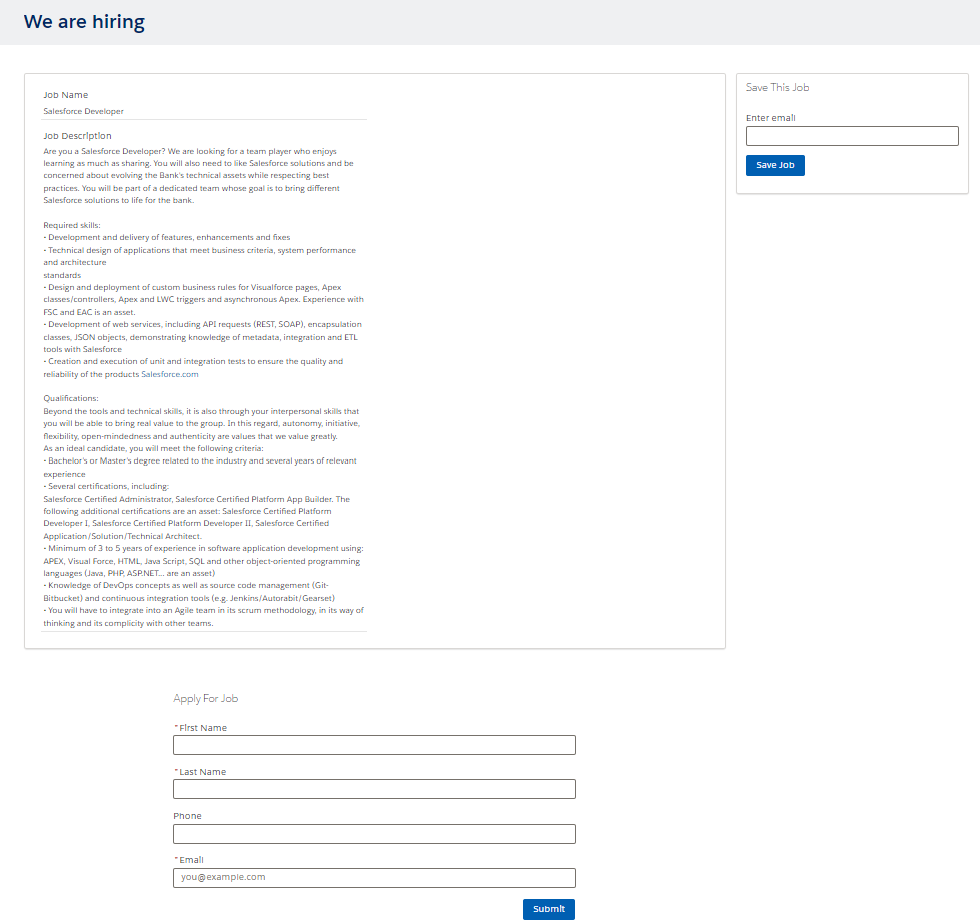 We are hiring
Job Name
Salesforce Developer
Job Description
Are you a Salesforce Developer? We are looking for a team player who enjoys
learning as much as sharing. You will also need to like Salesforce solutions and be
concerned about evolving the Bank's technical assets while respecting best
practices. You will be part of a dedicated team whose goal is to bring different
Salesforce solutions to life for the bank.
Required skills:
- Development and delivery of features, enhancements and fixes
- Technical design of applications that meet business criteria, system performance
and architecture
standards
- Design and deployment of custom business rules for Visualforce pages, Apex
classes/controllers, Apex and LWC triggers and asynchronous Apex. Experience with
FSC and EAC is an asset.
- Development of web services, including API requests (REST, SOAP), encapsulation
classes, JSON objects, demonstrating knowledge of metadata, integration and ETL
tools with Salesforce
- Creation and execution of unit and integration tests to ensure the quality and
reliability of the products Salesforce.com
Qualifications:
Beyond the tools and technical skills, it is also through your interpersonal skills that
you will be able to bring real value to the group. In this regard, autonomy, initiative,
flexibility, open-mindedness and authenticity are values that we value greatly.
As an ideal candidate, you will meet the following criteria:
- Bachelor's or Master's degree related to the industry and several years of relevant
experience
- Several certifications, including:
Salesforce Certified Administrator, Salesforce Certified Platform App Builder. The
following additional certifications are an asset: Salesforce Certified Platform
Developer I, Salesforce Certified Platform Developer II, Salesforce Certified
Application/Solution/Technical Architect.
- Minimum of 3 to 5 years of experience in software application development using:
APEX, Visual Force, HTML, Java Script, SQL and other object-oriented programming
languages (Java, PHP, ASP.NET... are an asset)
- Knowledge of DevOps concepts as well as source code management (Git-
Bitbucket) and continuous integration tools (e.g. Jenkins/Autorabit/Gearset)
- You will have to integrate into an Agile team in its scrum methodology, in its way of
thinking and its complicity with other teams.
Save This Job
Enter email
Save Job
Apply For Job
*First Name
*Last Name
Phone
*Email
you@example.com
Submit